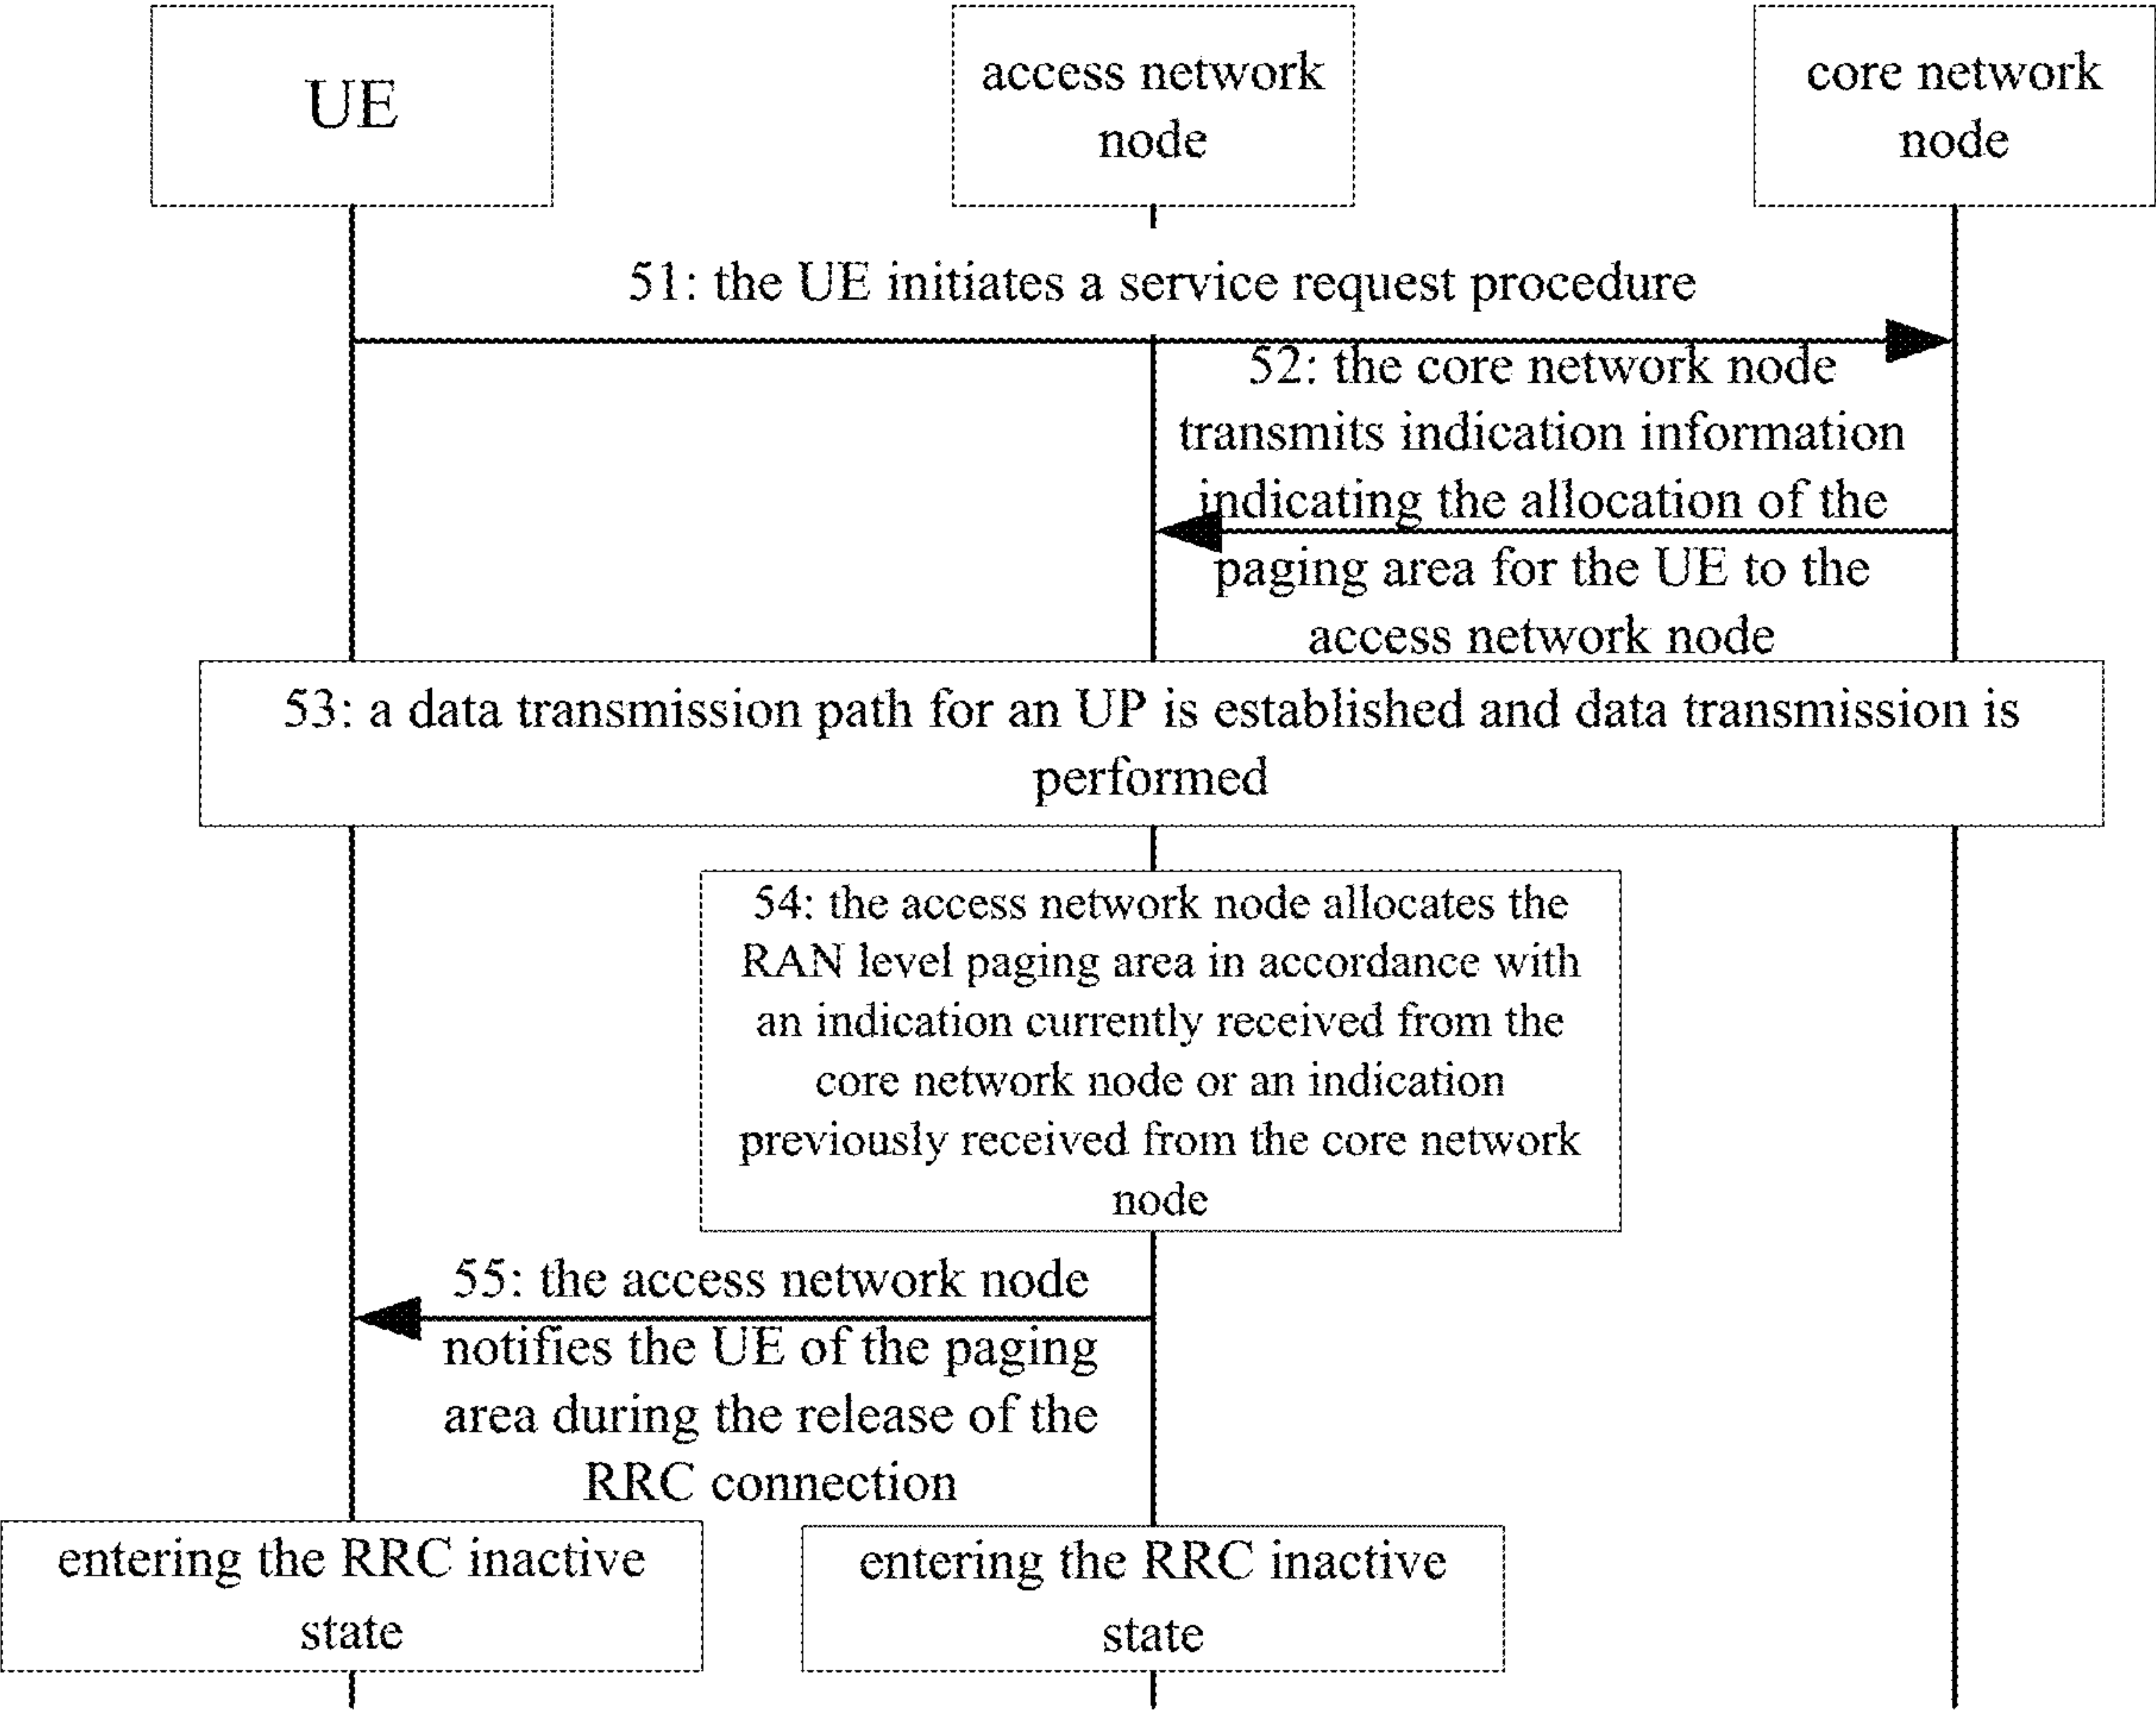 UE
access network
node
core network
node
51: the UE initiates a service request procedure
52: the core network node
transmits indication information
indicating the allocation of the
paging area for the UE to the
access network node
53: a data transmission path for an UP is established and data transmission is
performed
54: the access network node allocates the
RAN level paging area in accordance with
an indication currently received from the
core network node or an indication
previously received from the core network
node
55: the access network node
notifies the UE of the paging
area during the release of the
RRC connection
entering the RRC inactive
state
entering the RRC inactive
state